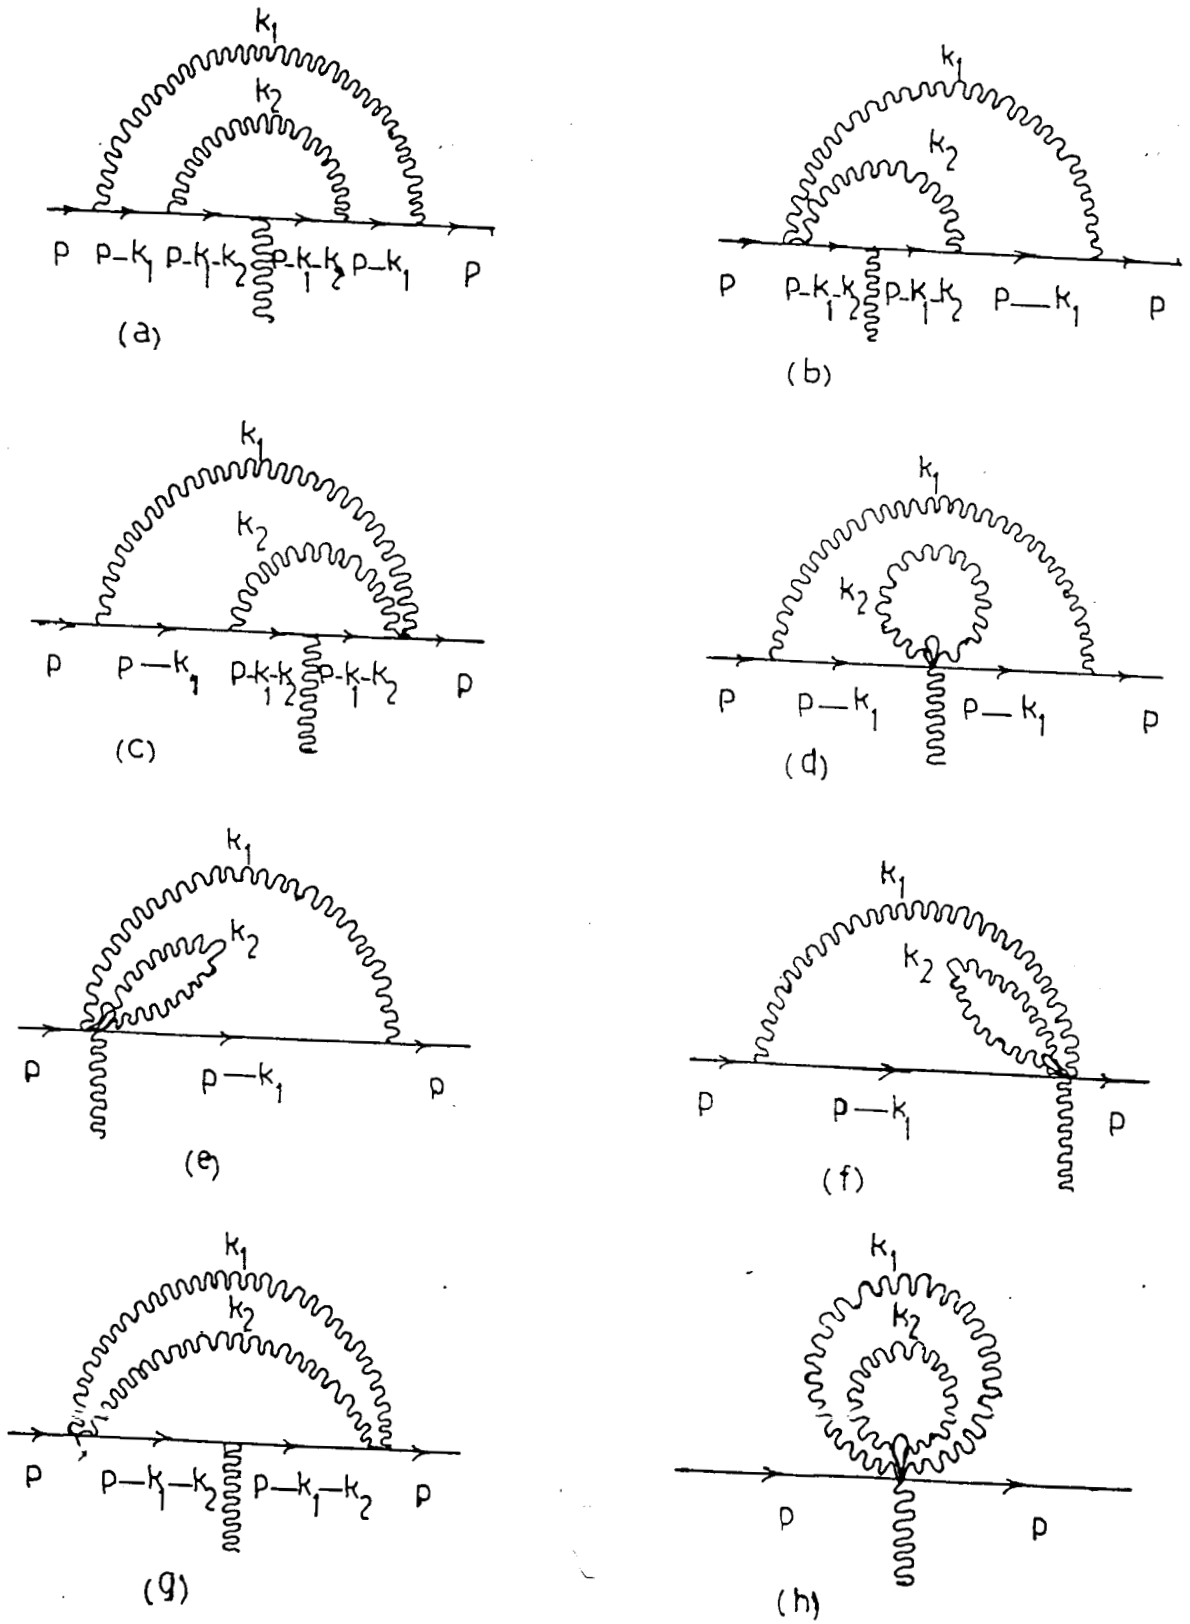 k₁
k₂
p p-k₁ p-k₁-k₂ p-k₁-k₂ p-k₁ p
(a)
k₁
k₂
p p-k₁-k₂ p-k₁-k₂ p—k₁ p
(b)
k₁
k₂
p p—k₁ p-k₁-k₂ p-k₁-k₂ p
(c)
k₁
k₂
p p—k₁ p—k₁ p
(d)
k₁
k₂
p p—k₁ p
(e)
k₁
k₂
p p—k₁ p
(f)
k₁
k₂
p p—k₁—k₂ p—k₁—k₂ p
(g)
k₁
k₂
p p
(h)